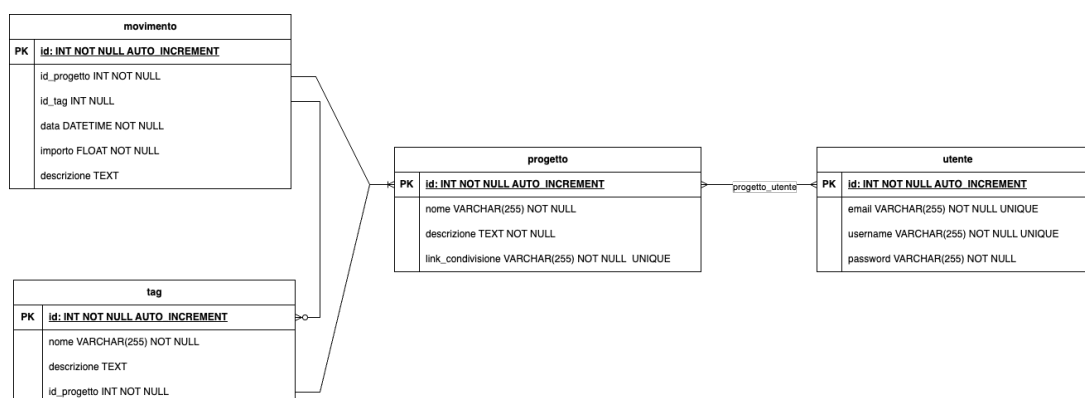 movimento
PK id: INT NOT NULL AUTO_INCREMENT
id_progetto INT NOT NULL
id_tag INT NULL
data DATETIME NOT NULL
importo FLOAT NOT NULL
descrizione TEXT
progetto
PK id: INT NOT NULL AUTO_INCREMENT
nome VARCHAR(255) NOT NULL
descrizione TEXT NOT NULL
link_condivisione VARCHAR(255) NOT NULL UNIQUE
progetto_utente
utente
PK id: INT NOT NULL AUTO_INCREMENT
email VARCHAR(255) NOT NULL UNIQUE
username VARCHAR(255) NOT NULL UNIQUE
password VARCHAR(255) NOT NULL
tag
PK id: INT NOT NULL AUTO_INCREMENT
nome VARCHAR(255) NOT NULL
descrizione TEXT
id_progetto INT NOT NULL